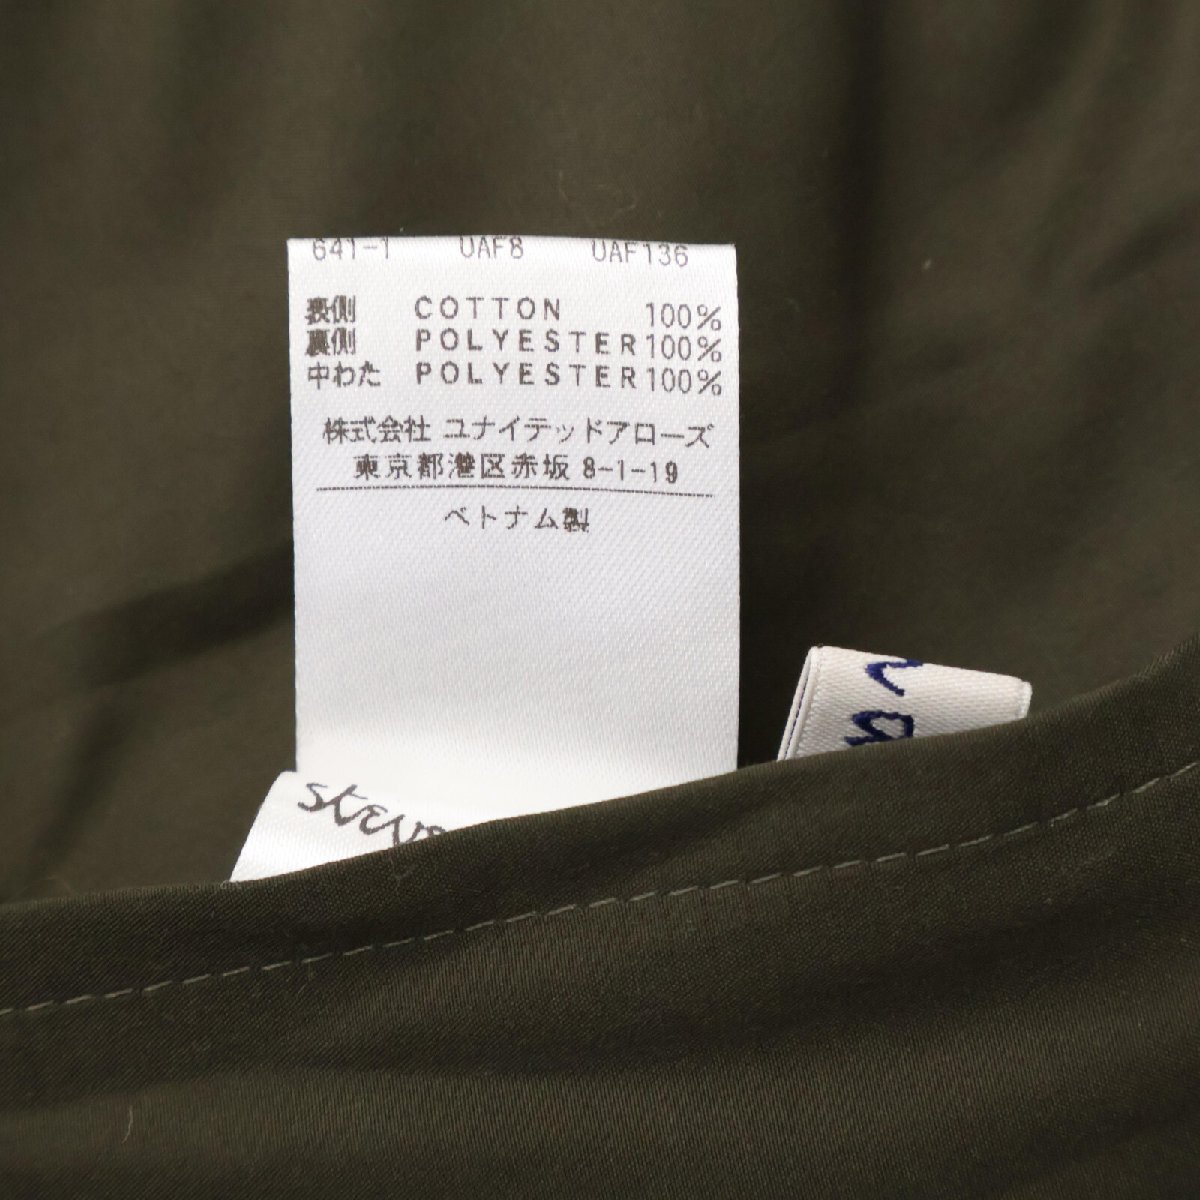 641-1 UAF8 UAF136
表側 COTTON 100%
裏側 POLYESTER 100%
中わた POLYESTER 100%
株式会社 ユナイテッドアローズ
東京都港区赤坂 8-1-19
ベトナム製